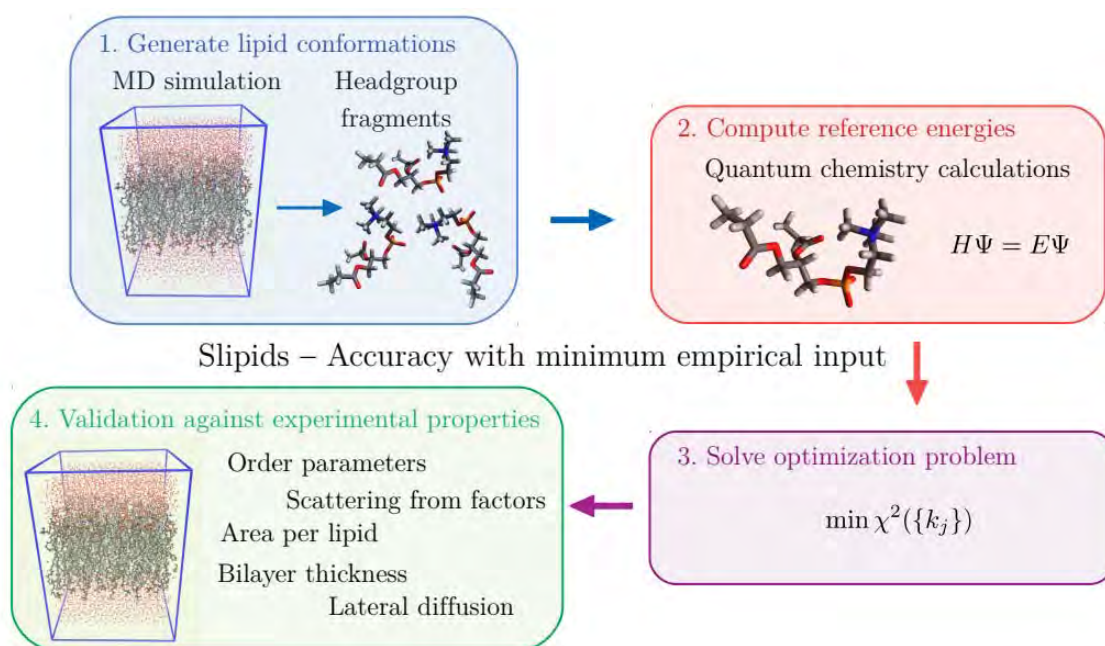 1. Generate lipid conformations
MD simulation
Headgroup
fragments
2. Compute reference energies
Quantum chemistry calculations
HΨ = EΨ
Slipids – Accuracy with minimum empirical input
3. Solve optimization problem
min χ²({k_j})
4. Validation against experimental properties
Order parameters
Scattering from factors
Area per lipid
Bilayer thickness
Lateral diffusion